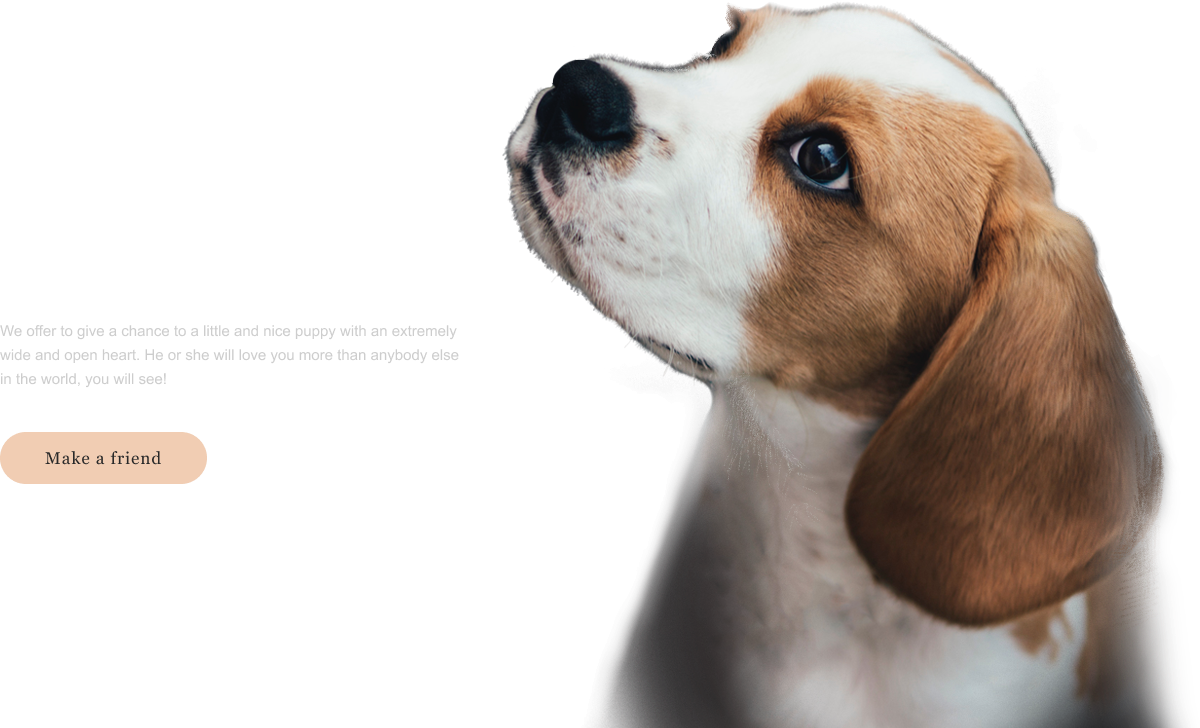 We offer to give a chance to a little and nice puppy with an extremely
wide and open heart. He or she will love you more than anybody else
in the world, you will see!
Make a friend